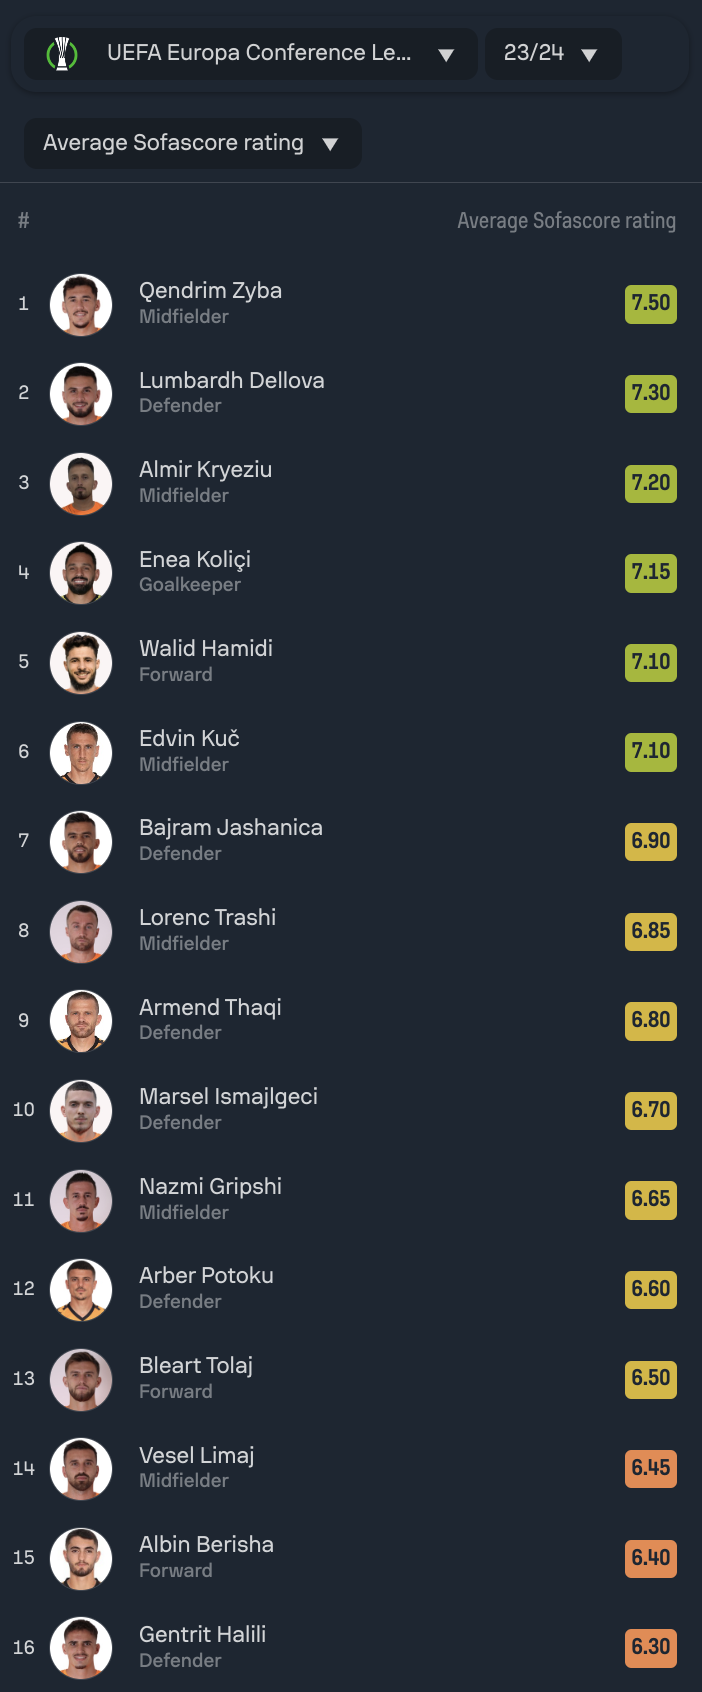 UEFA Europa Conference Le... ▼ 23/24 ▼
Average Sofascore rating ▼
# Average Sofascore rating
1 Qendrim Zyba 7.50
Midfielder
2 Lumbardh Dellova 7.30
Defender
3 Almir Kryeziu 7.20
Midfielder
4 Enea Koliçi 7.15
Goalkeeper
5 Walid Hamidi 7.10
Forward
6 Edvin Kuč 7.10
Midfielder
7 Bajram Jashanica 6.90
Defender
8 Lorenc Trashi 6.85
Midfielder
9 Armend Thaqi 6.80
Defender
10 Marsel Ismajlgeci 6.70
Defender
11 Nazmi Gripshi 6.65
Midfielder
12 Arber Potoku 6.60
Defender
13 Bleart Tolaj 6.50
Forward
14 Vesel Limaj 6.45
Midfielder
15 Albin Berisha 6.40
Forward
16 Gentrit Halili 6.30
Defender